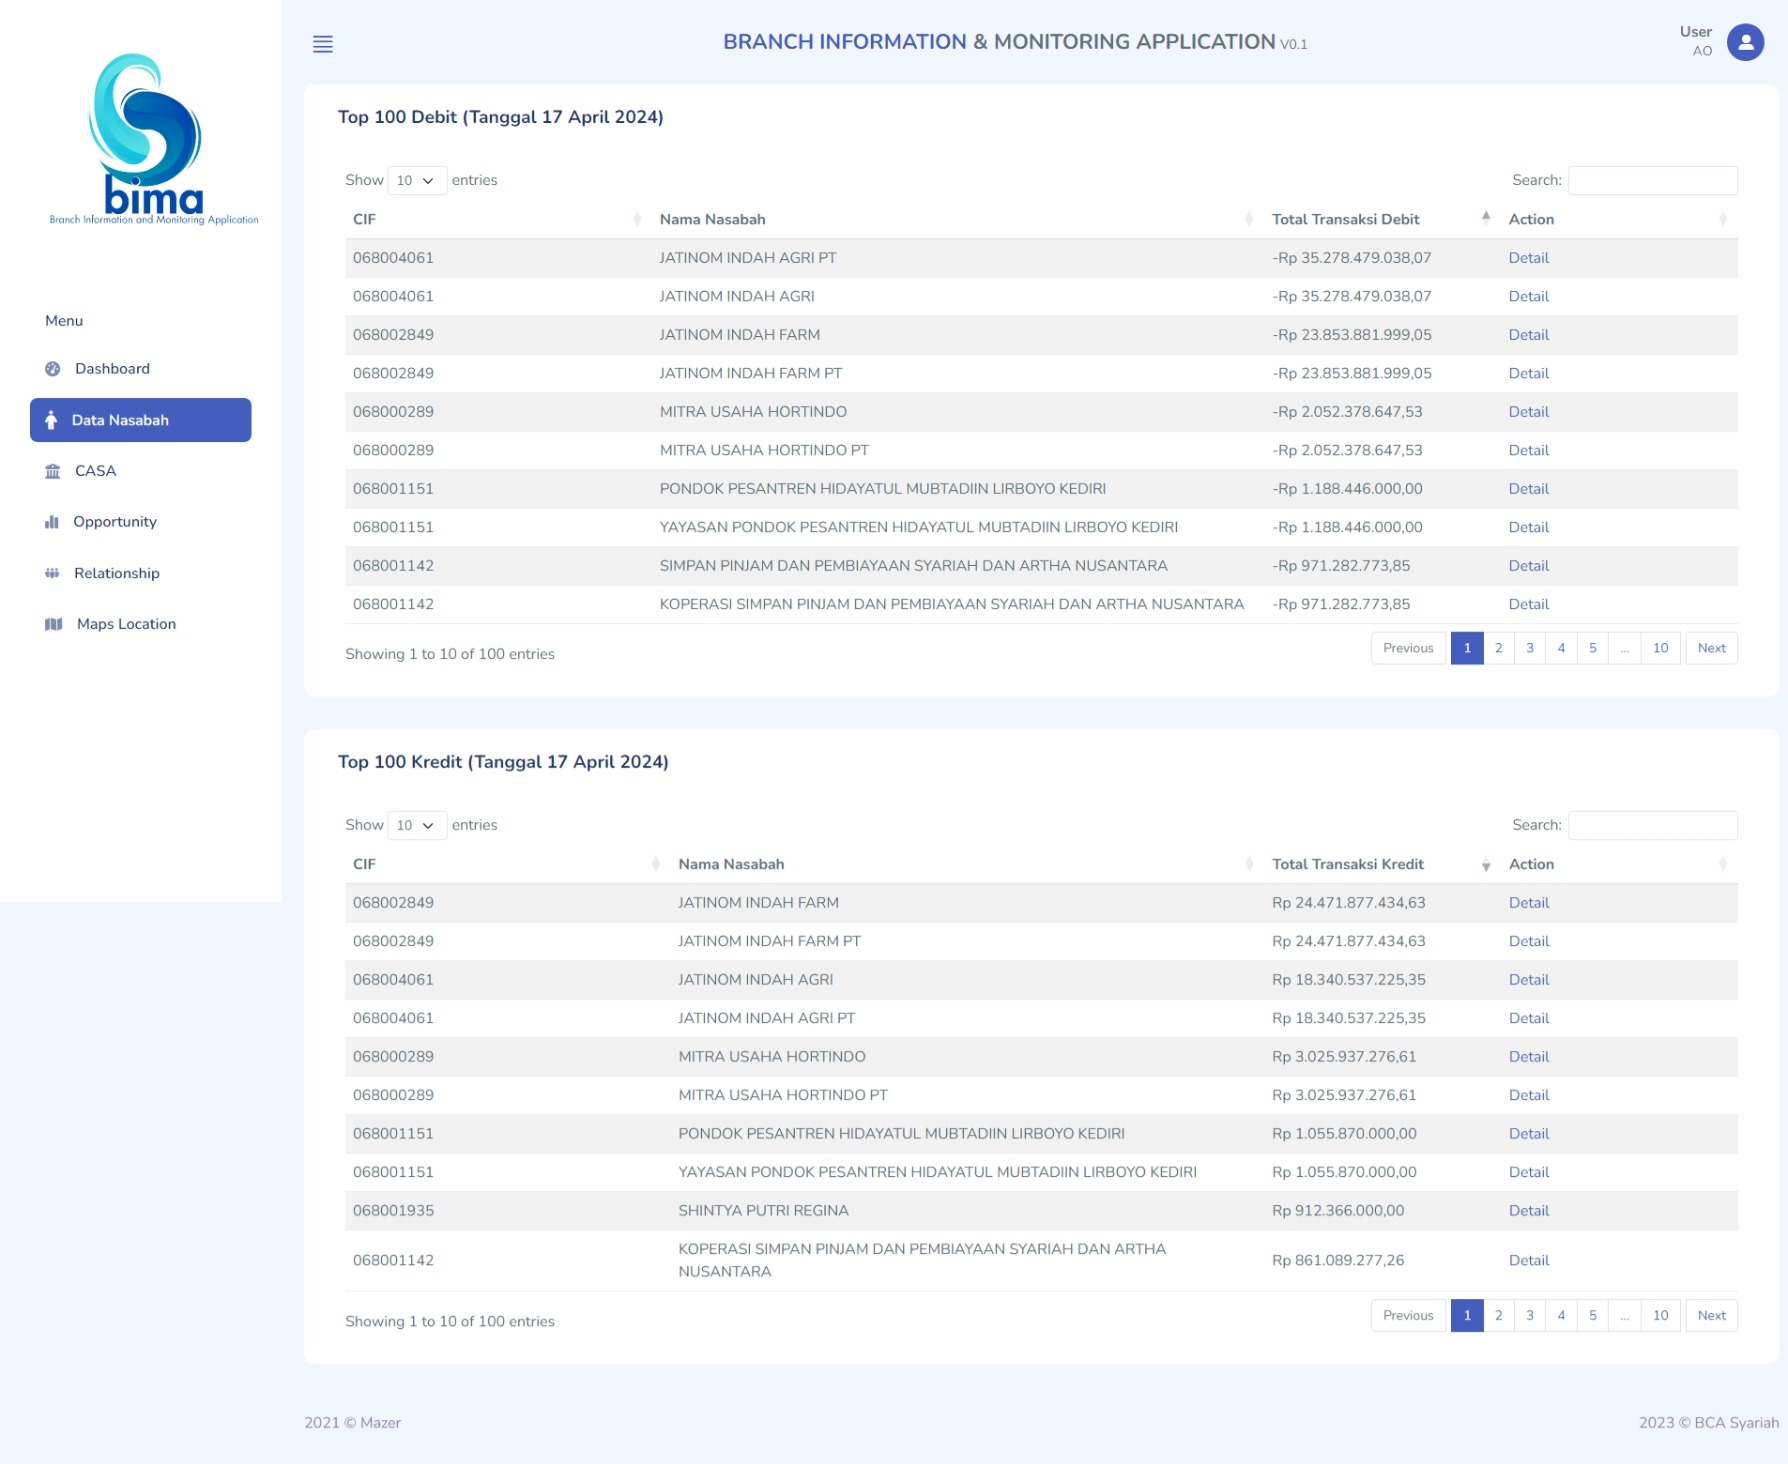 bima
Branch Information and Monitoring Application
Menu
Dashboard
Data Nasabah
CASA
Opportunity
Relationship
Maps Location
BRANCH INFORMATION & MONITORING APPLICATION V0.1
User
AO
Top 100 Debit (Tanggal 17 April 2024)
Show 10 entries Search:
CIF Nama Nasabah Total Transaksi Debit Action
068004061 JATINOM INDAH AGRI PT -Rp 35.278.479.038,07 Detail
068004061 JATINOM INDAH AGRI -Rp 35.278.479.038,07 Detail
068002849 JATINOM INDAH FARM -Rp 23.853.881.999,05 Detail
068002849 JATINOM INDAH FARM PT -Rp 23.853.881.999,05 Detail
068000289 MITRA USAHA HORTINDO -Rp 2.052.378.647,53 Detail
068000289 MITRA USAHA HORTINDO PT -Rp 2.052.378.647,53 Detail
068001151 PONDOK PESANTREN HIDAYATUL MUBTADIIN LIRBOYO KEDIRI -Rp 1.188.446.000,00 Detail
068001151 YAYASAN PONDOK PESANTREN HIDAYATUL MUBTADIIN LIRBOYO KEDIRI -Rp 1.188.446.000,00 Detail
068001142 SIMPAN PINJAM DAN PEMBIAYAAN SYARIAH DAN ARTHA NUSANTARA -Rp 971.282.773,85 Detail
068001142 KOPERASI SIMPAN PINJAM DAN PEMBIAYAAN SYARIAH DAN ARTHA NUSANTARA -Rp 971.282.773,85 Detail
Showing 1 to 10 of 100 entries Previous 1 2 3 4 5 ... 10 Next
Top 100 Kredit (Tanggal 17 April 2024)
Show 10 entries Search:
CIF Nama Nasabah Total Transaksi Kredit Action
068002849 JATINOM INDAH FARM Rp 24.471.877.434,63 Detail
068002849 JATINOM INDAH FARM PT Rp 24.471.877.434,63 Detail
068004061 JATINOM INDAH AGRI Rp 18.340.537.225,35 Detail
068004061 JATINOM INDAH AGRI PT Rp 18.340.537.225,35 Detail
068000289 MITRA USAHA HORTINDO Rp 3.025.937.276,61 Detail
068000289 MITRA USAHA HORTINDO PT Rp 3.025.937.276,61 Detail
068001151 PONDOK PESANTREN HIDAYATUL MUBTADIIN LIRBOYO KEDIRI Rp 1.055.870.000,00 Detail
068001151 YAYASAN PONDOK PESANTREN HIDAYATUL MUBTADIIN LIRBOYO KEDIRI Rp 1.055.870.000,00 Detail
068001935 SHINTYA PUTRI REGINA Rp 912.366.000,00 Detail
068001142 KOPERASI SIMPAN PINJAM DAN PEMBIAYAAN SYARIAH DAN ARTHA
NUSANTARA Rp 861.089.277,26 Detail
Showing 1 to 10 of 100 entries Previous 1 2 3 4 5 ... 10 Next
2021 © Mazer 2023 © BCA Syariah